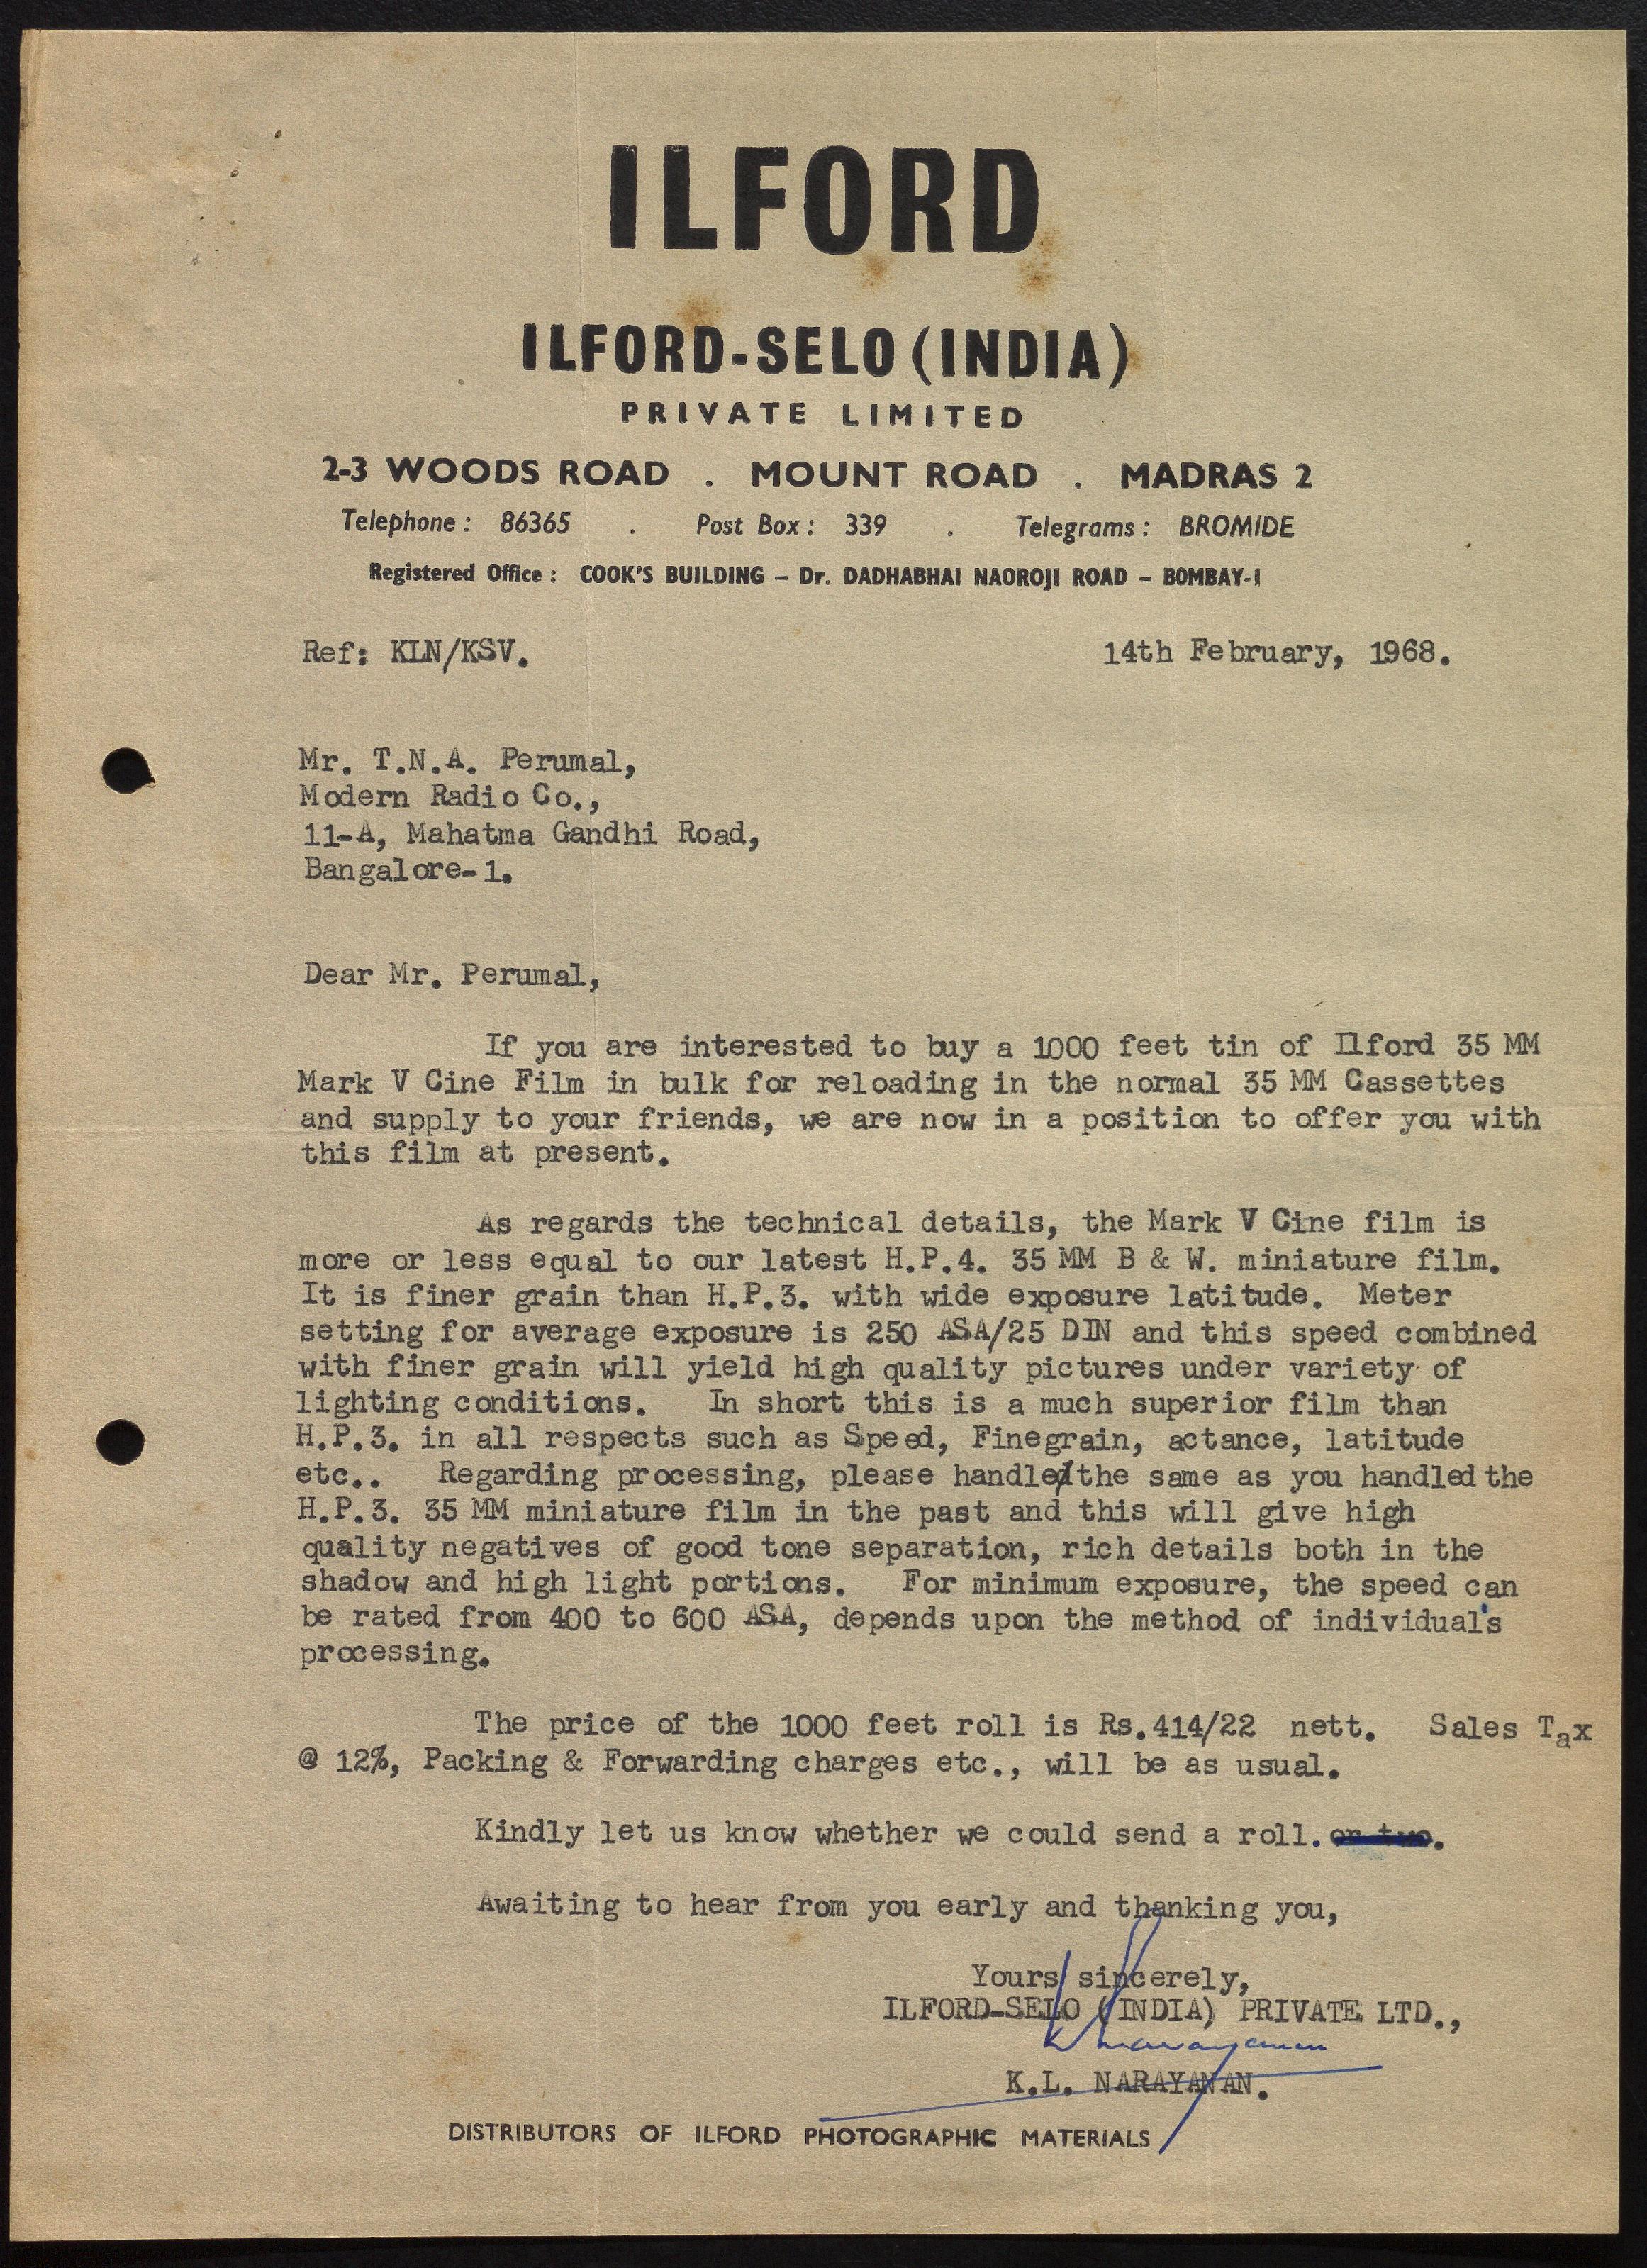 ILFORD
ILFORD-SELO (INDIA)
PRIVATE LIMITED
2-3 WOODS ROAD . MOUNT ROAD . MADRAS 2
Telephone : 86365 . Post Box : 339 . Telegrams : BROMIDE
Registered Office : COOK'S BUILDING – Dr. DADHABHAI NAOROJI ROAD – BOMBAY-1
Ref: KLN/KSV. 14th February, 1968.
Mr. T.N.A. Perumal,
Modern Radio Co.,
11-A, Mahatma Gandhi Road,
Bangalore-1.
Dear Mr. Perumal,
If you are interested to buy a 1000 feet tin of Ilford 35 MM
Mark V Cine Film in bulk for reloading in the normal 35 MM Cassettes
and supply to your friends, we are now in a position to offer you with
this film at present.
As regards the technical details, the Mark V Cine film is
more or less equal to our latest H.P.4. 35 MM B & W. miniature film.
It is finer grain than H.P.3. with wide exposure latitude. Meter
setting for average exposure is 250 ASA/25 DIN and this speed combined
with finer grain will yield high quality pictures under variety of
lighting conditions. In short this is a much superior film than
H.P.3. in all respects such as Speed, Finegrain, actance, latitude
etc.. Regarding processing, please handled the same as you handled the
H.P.3. 35 MM miniature film in the past and this will give high
quality negatives of good tone separation, rich details both in the
shadow and high light portions. For minimum exposure, the speed can
be rated from 400 to 600 ASA, depends upon the method of individual's
processing.
The price of the 1000 feet roll is Rs.414/22 nett. Sales Tax
@ 12%, Packing & Forwarding charges etc., will be as usual.
Kindly let us know whether we could send a roll. or two.
Awaiting to hear from you early and thanking you,
Yours sincerely,
ILFORD-SELO (INDIA) PRIVATE LTD.,
K L Narayanan
K.L. NARAYANAN.
DISTRIBUTORS OF ILFORD PHOTOGRAPHIC MATERIALS